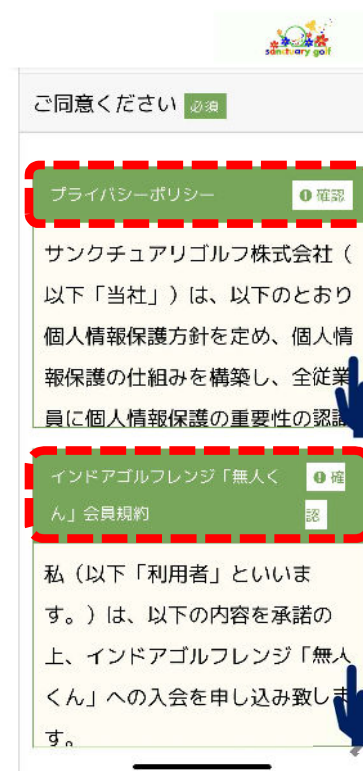 sanctuary golf
ご同意ください 必須
プライバシーポリシー 確認
サンクチュアリゴルフ株式会社（
以下「当社」）は、以下のとおり
個人情報保護方針を定め、個人情
報保護の仕組みを構築し、全従業
員に個人情報保護の重要性の認識
インドアゴルフレンジ「無人く 確
ん」会員規約 認
私（以下「利用者」といいま
す。）は、以下の内容を承諾の
上、インドアゴルフレンジ「無人
くん」への入会を申し込み致しま
す。